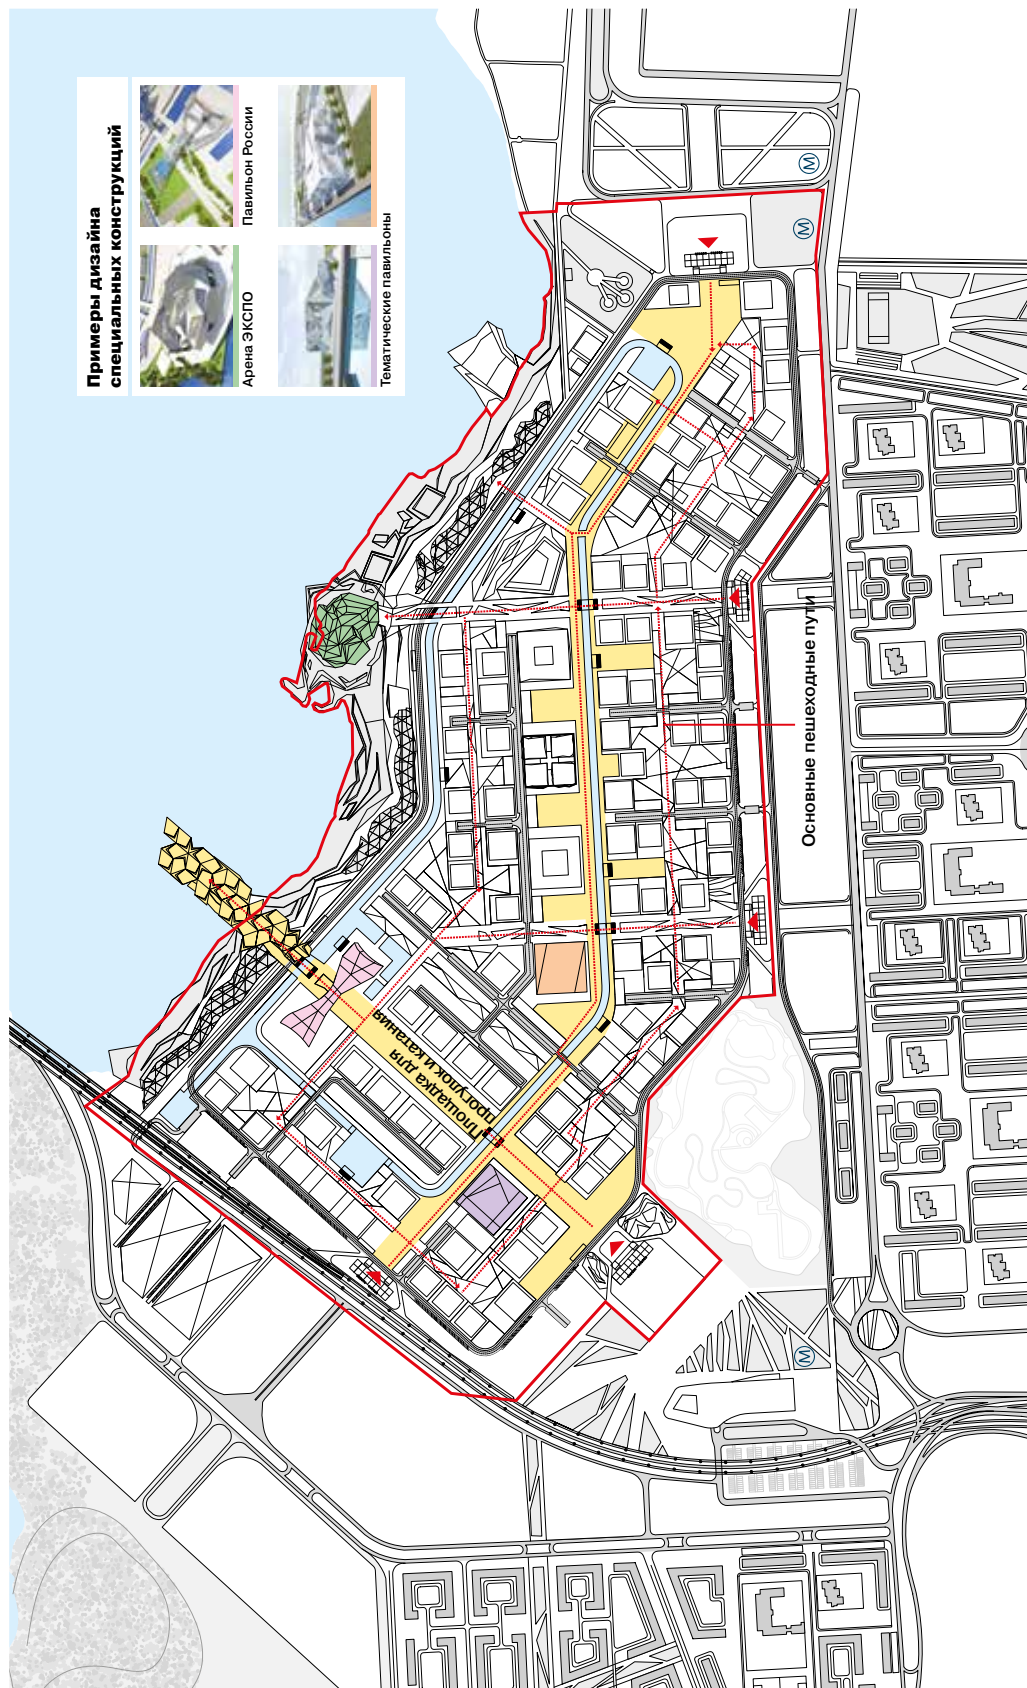 Примеры дизайна
специальных конструкций
Арена ЭКСПО
Павильон России
Тематические павильоны
Площадка для
прогулок и катания
Основные пешеходные пути
M
M
M